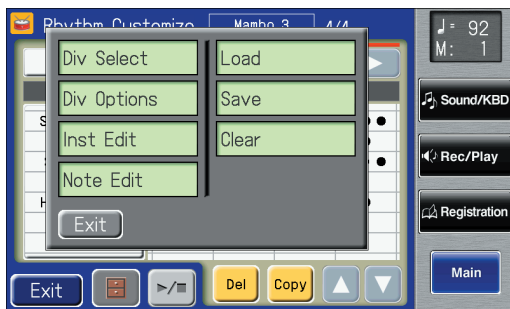 Rhythm Customize Mambo 3 4/4
♩= 92
M: 1
Div Select Load
Div Options Save
Inst Edit Clear
Note Edit
Exit
Sound/KBD
Rec/Play
Registration
Main
Exit ►/■ Del Copy